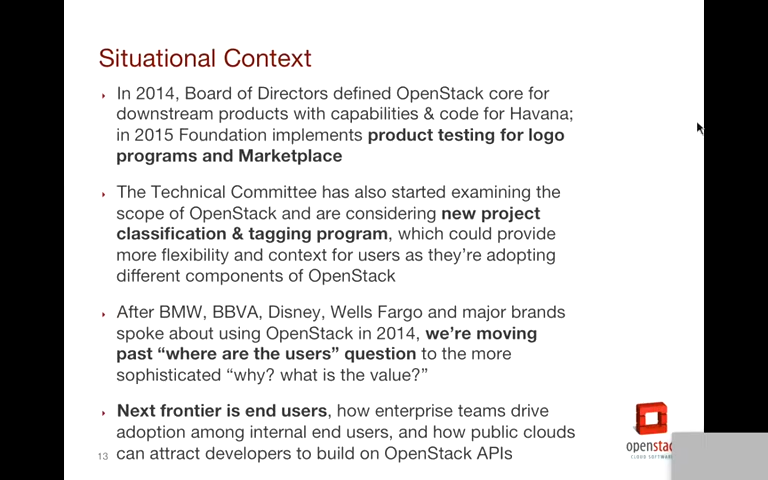 Situational Context
In 2014, Board of Directors defined OpenStack core for
downstream products with capabilities & code for Havana;
in 2015 Foundation implements product testing for logo
programs and Marketplace
The Technical Committee has also started examining the
scope of OpenStack and are considering new project
classification & tagging program, which could provide
more flexibility and context for users as they’re adopting
different components of OpenStack
After BMW, BBVA, Disney, Wells Fargo and major brands
spoke about using OpenStack in 2014, we’re moving
past “where are the users” question to the more
sophisticated “why? what is the value?”
Next frontier is end users, how enterprise teams drive
adoption among internal end users, and how public clouds
can attract developers to build on OpenStack APIs
13